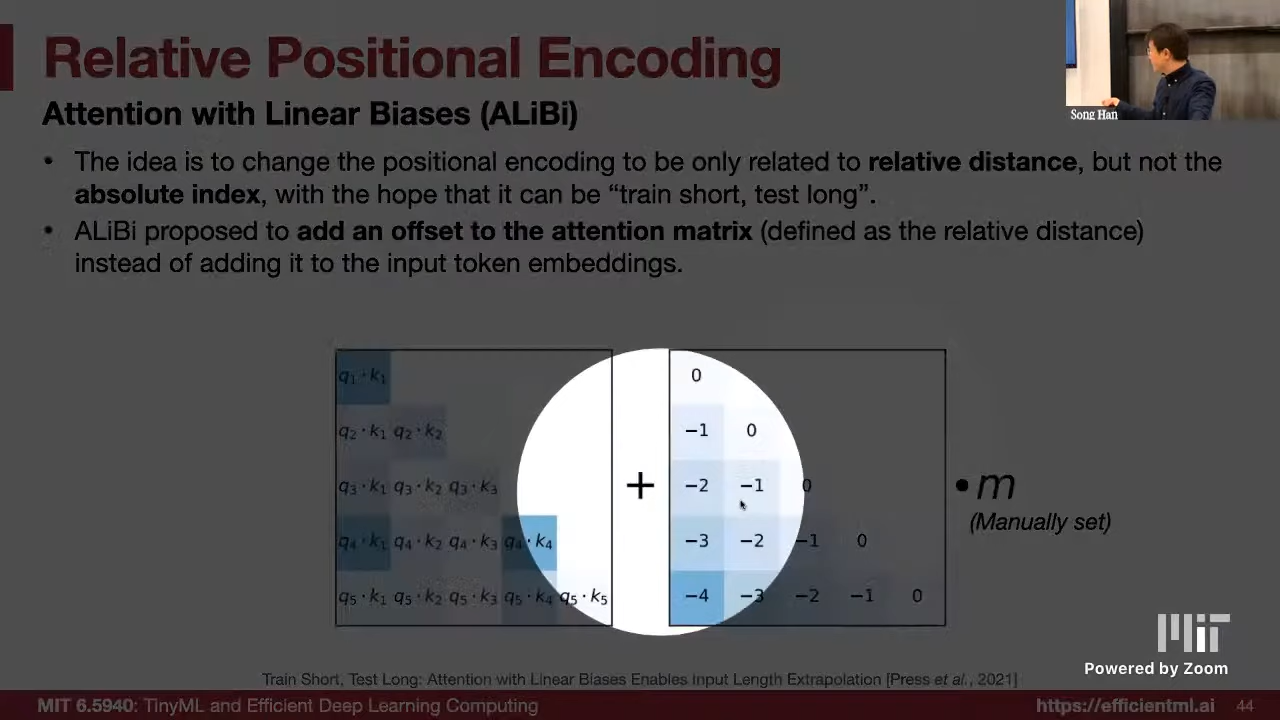 Relative Positional Encoding
Song Han
Attention with Linear Biases (ALiBi)
• The idea is to change the positional encoding to be only related to relative distance, but not the
absolute index, with the hope that it can be “train short, test long”.
• ALiBi proposed to add an offset to the attention matrix (defined as the relative distance)
instead of adding it to the input token embeddings.
q₁·k₁
q₂·k₁ q₂·k₂
q₃·k₁ q₃·k₂ q₃·k₃
q₄·k₁ q₄·k₂ q₄·k₃ q₄·k₄
q₅·k₁ q₅·k₂ q₅·k₃ q₅·k₄ q₅·k₅
+
0
−1 0
−2 −1 0
−3 −2 −1 0
−4 −3 −2 −1 0
• m
(Manually set)
MIT
Powered by Zoom
Train Short, Test Long: Attention with Linear Biases Enables Input Length Extrapolation [Press et al., 2021]
MIT 6.5940: TinyML and Efficient Deep Learning Computing
https://efficientml.ai 44